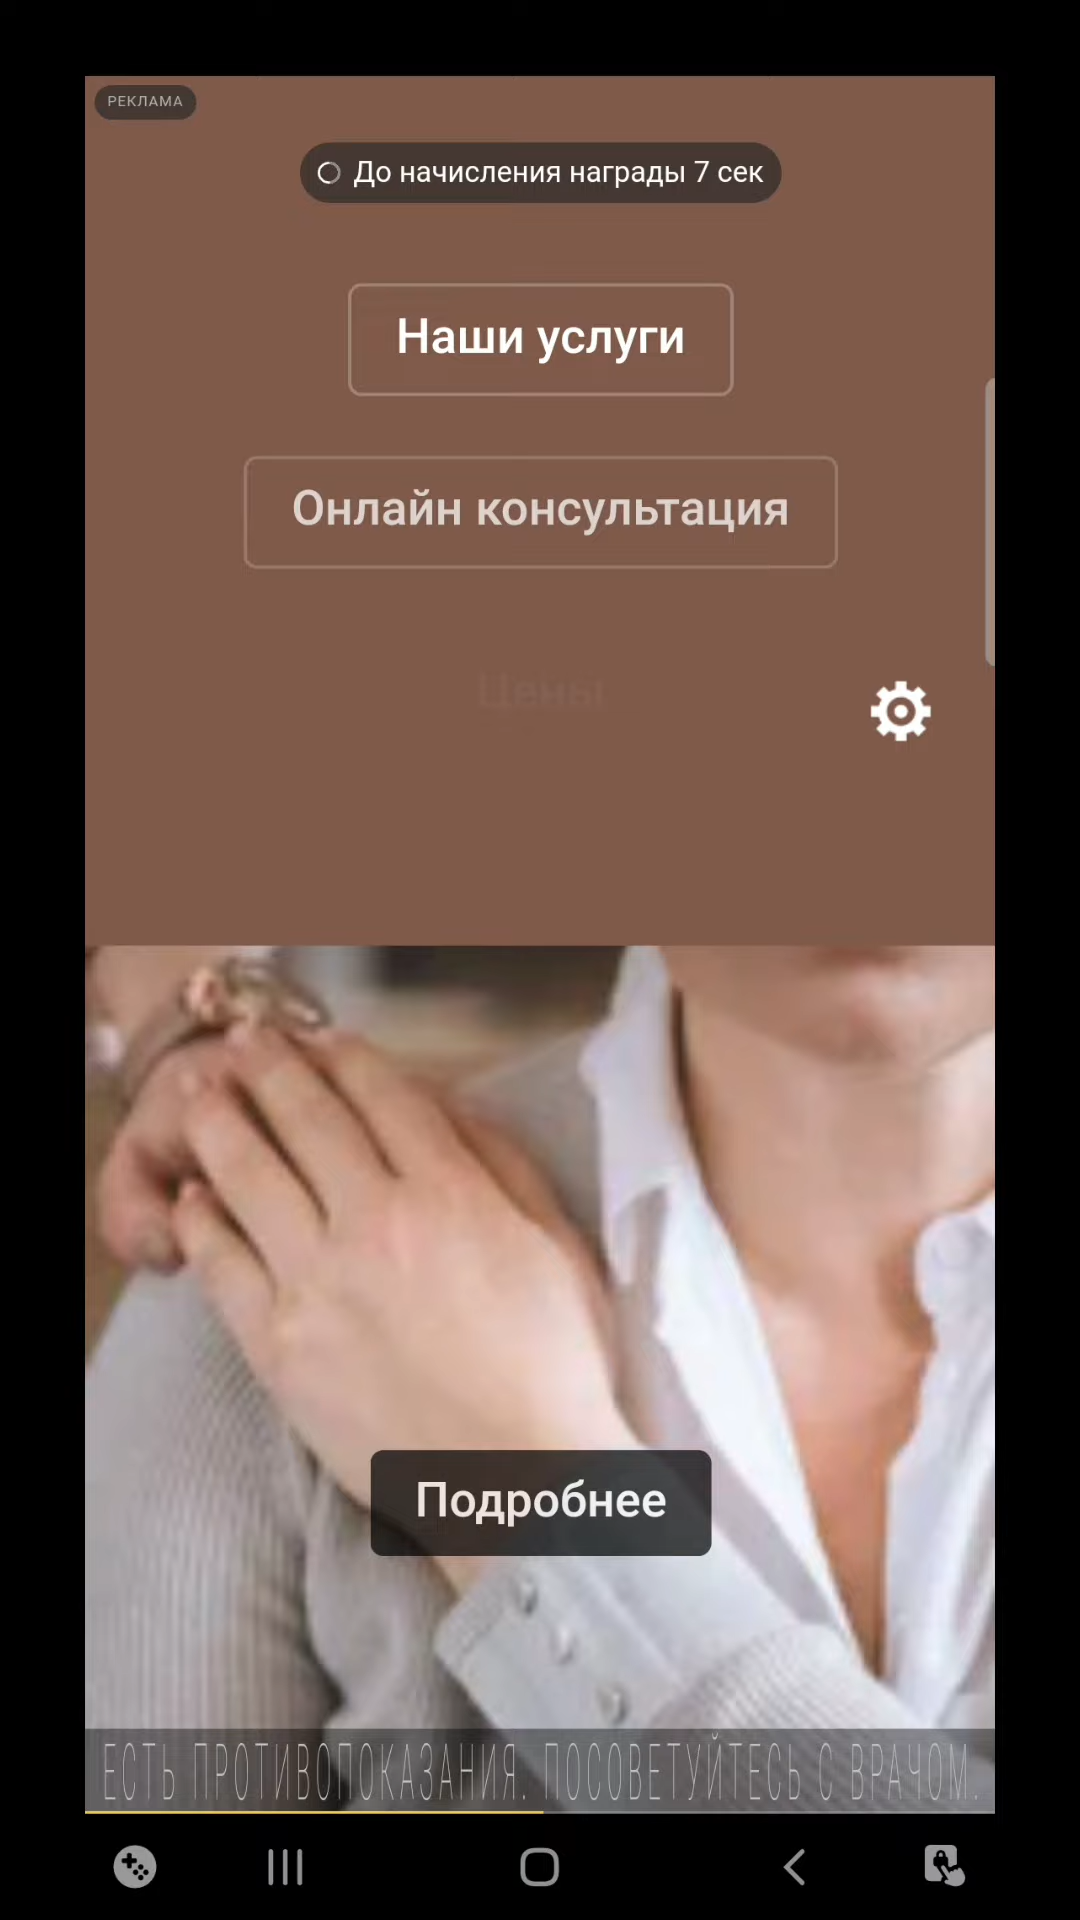 РЕКЛАМА
До начисления награды 7 сек
Наши услуги
Онлайн консультация
Цены
Подробнее
ЕСТЬ ПРОТИВОПОКАЗАНИЯ. ПОСОВЕТУЙТЕСЬ С ВРАЧОМ.